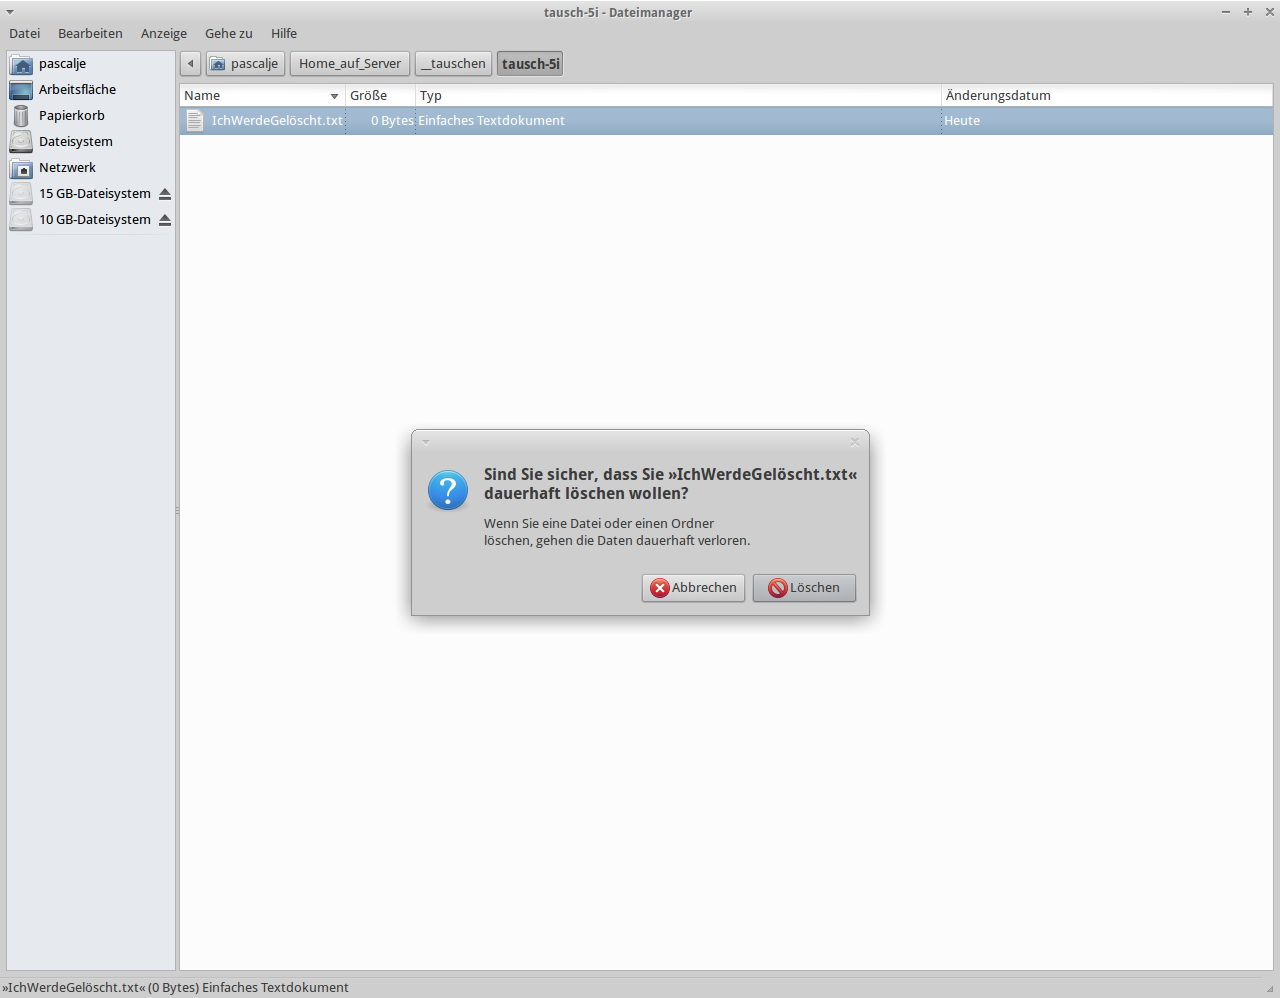 tausch-5i - Dateimanager
Datei Bearbeiten Anzeige Gehe zu Hilfe
pascalje
Arbeitsfläche
Papierkorb
Dateisystem
Netzwerk
15 GB-Dateisystem
10 GB-Dateisystem
pascalje Home_auf_Server __tauschen tausch-5i
Name Größe Typ Änderungsdatum
IchWerdeGelöscht.txt 0 Bytes Einfaches Textdokument Heute
Sind Sie sicher, dass Sie »IchWerdeGelöscht.txt«
dauerhaft löschen wollen?
Wenn Sie eine Datei oder einen Ordner
löschen, gehen die Daten dauerhaft verloren.
Abbrechen Löschen
»IchWerdeGelöscht.txt« (0 Bytes) Einfaches Textdokument